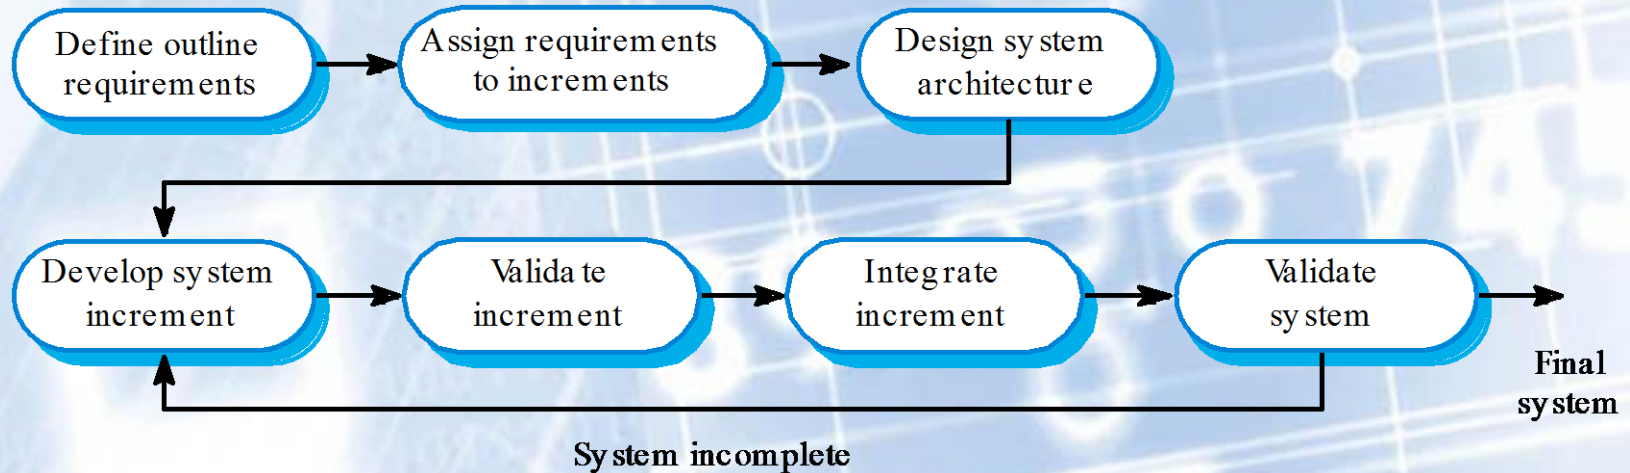 Define outline
requirements
Assign requirements
to increments
Design system
architecture
Develop system
increment
Validate
increment
Integrate
increment
Validate
system
Final
system
System incomplete
745